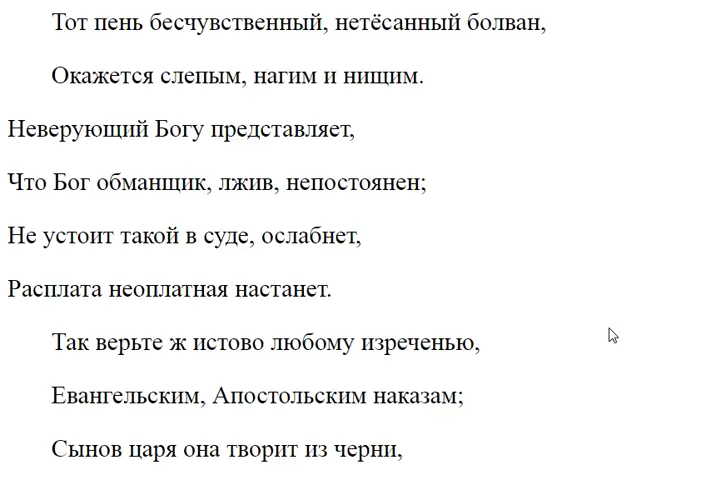 Тот пень бесчувственный, нетёсанный болван,
Окажется слепым, нагим и нищим.
Неверующий Богу представляет,
Что Бог обманщик, лжив, непостоянен;
Не устоит такой в суде, ослабнет,
Расплата неоплатная настанет.
Так верьте ж истово любому изреченью,
Евангельским, Апостольским наказам;
Сынов царя она творит из черни,